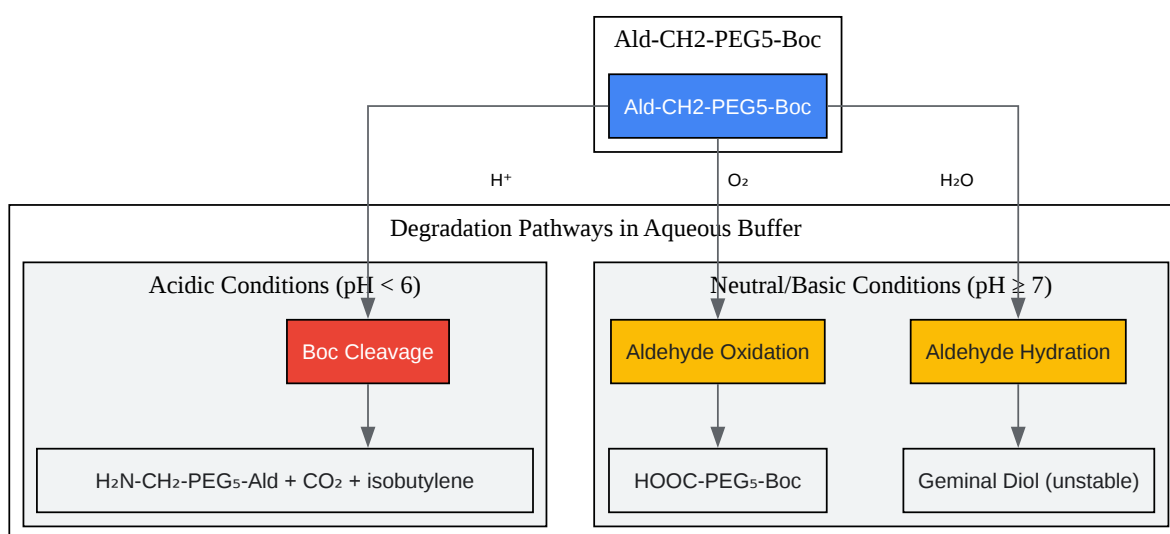 Ald-CH2-PEG5-Boc
Ald-CH2-PEG5-Boc
H⁺
O₂
H₂O
Degradation Pathways in Aqueous Buffer
Acidic Conditions (pH < 6)
Neutral/Basic Conditions (pH ≥ 7)
Boc Cleavage
Aldehyde Oxidation
Aldehyde Hydration
H₂N-CH₂-PEG₅-Ald + CO₂ + isobutylene
HOOC-PEG₅-Boc
Geminal Diol (unstable)